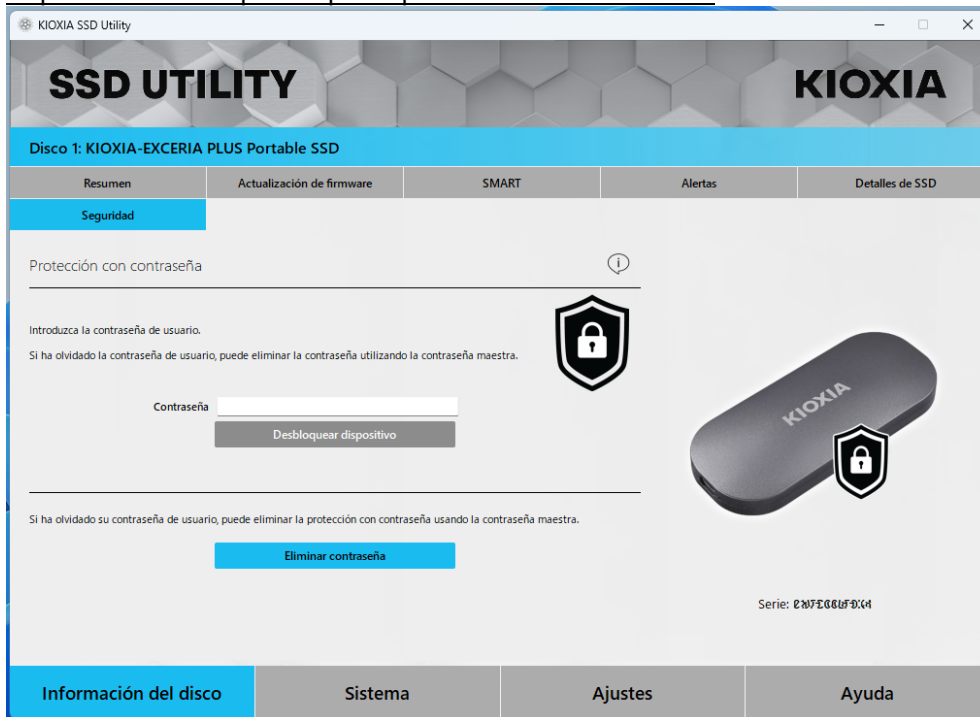 KIOXIA SSD Utility
SSD UTILITY
KIOXIA
Disco 1: KIOXIA-EXCERIA PLUS Portable SSD
Resumen
Actualización de firmware
SMART
Alertas
Detalles de SSD
Seguridad
Protección con contraseña
Introduzca la contraseña de usuario.
Si ha olvidado la contraseña de usuario, puede eliminar la contraseña utilizando la contraseña maestra.
Contraseña
Desbloquear dispositivo
KIOXIA
Si ha olvidado su contraseña de usuario, puede eliminar la protección con contraseña usando la contraseña maestra.
Eliminar contraseña
Serie:
Información del disco
Sistema
Ajustes
Ayuda